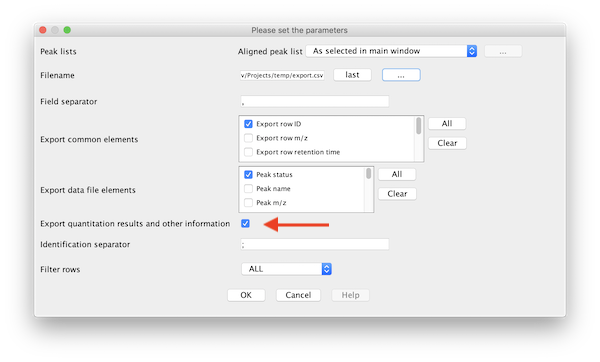 Please set the parameters
Peak lists Aligned peak list As selected in main window ...
Filename v/Projects/temp/export.csv last ...
Field separator ,
Export common elements Export row ID All
Export row m/z
Export row retention time Clear
Export data file elements Peak status All
Peak name
Peak m/z Clear
Export quantitation results and other information
Identification separator ;
Filter rows ALL
OK Cancel Help